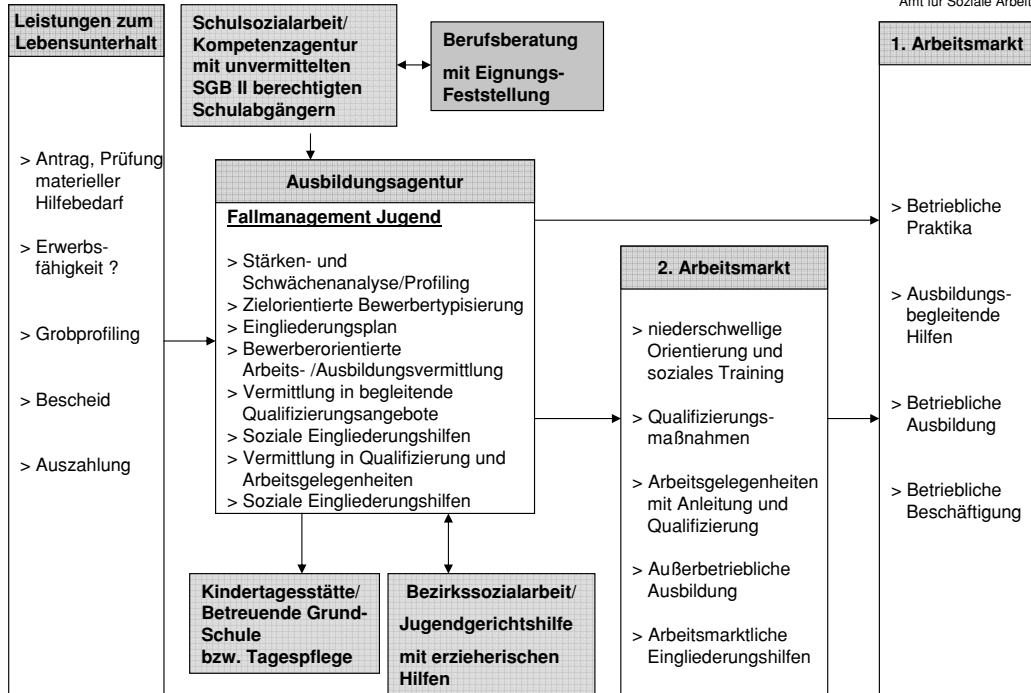 Amt für Soziale Arbeit
Leistungen zum
Lebensunterhalt
> Antrag, Prüfung
materieller
Hilfebedarf
> Erwerbs-
fähigkeit ?
> Grobprofiling
> Bescheid
> Auszahlung
Schulsozialarbeit/
Kompetenzagentur
mit unvermittelten
SGB II berechtigten
Schulabgängern
Berufsberatung
mit Eignungs-
Feststellung
Ausbildungsagentur
Fallmanagement Jugend
> Stärken- und
Schwächenanalyse/Profiling
> Zielorientierte Bewerbertypisierung
> Eingliederungsplan
> Bewerberorientierte
Arbeits- /Ausbildungsvermittlung
> Vermittlung in begleitende
Qualifizierungsangebote
> Soziale Eingliederungshilfen
> Vermittlung in Qualifizierung und
Arbeitsgelegenheiten
> Soziale Eingliederungshilfen
Kindertagesstätte/
Betreuende Grund-
Schule
bzw. Tagespflege
Bezirkssozialarbeit/
Jugendgerichtshilfe
mit erzieherischen
Hilfen
2. Arbeitsmarkt
> niederschwellige
Orientierung und
soziales Training
> Qualifizierungs-
maßnahmen
> Arbeitsgelegenheiten
mit Anleitung und
Qualifizierung
> Außerbetriebliche
Ausbildung
> Arbeitsmarktliche
Eingliederungshilfen
1. Arbeitsmarkt
> Betriebliche
Praktika
> Ausbildungs-
begleitende
Hilfen
> Betriebliche
Ausbildung
> Betriebliche
Beschäftigung